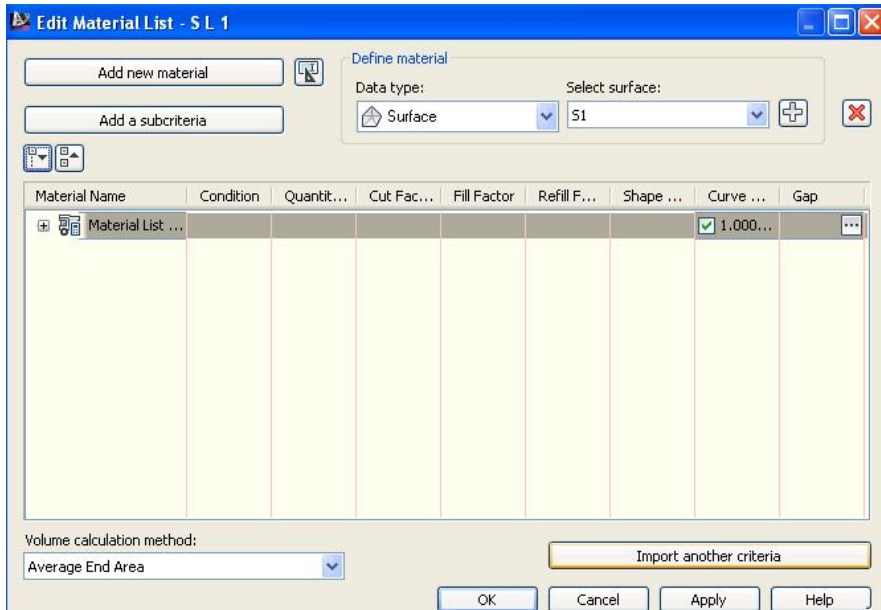 Edit Material List - S L 1
Add new material
Define material
Data type:
Select surface:
Surface
S1
Add a subcriteria
Material Name Condition Quantit... Cut Fac... Fill Factor Refill F... Shape ... Curve ... Gap
Material List ... 1.000... ...
Volume calculation method:
Average End Area
Import another criteria
OK Cancel Apply Help